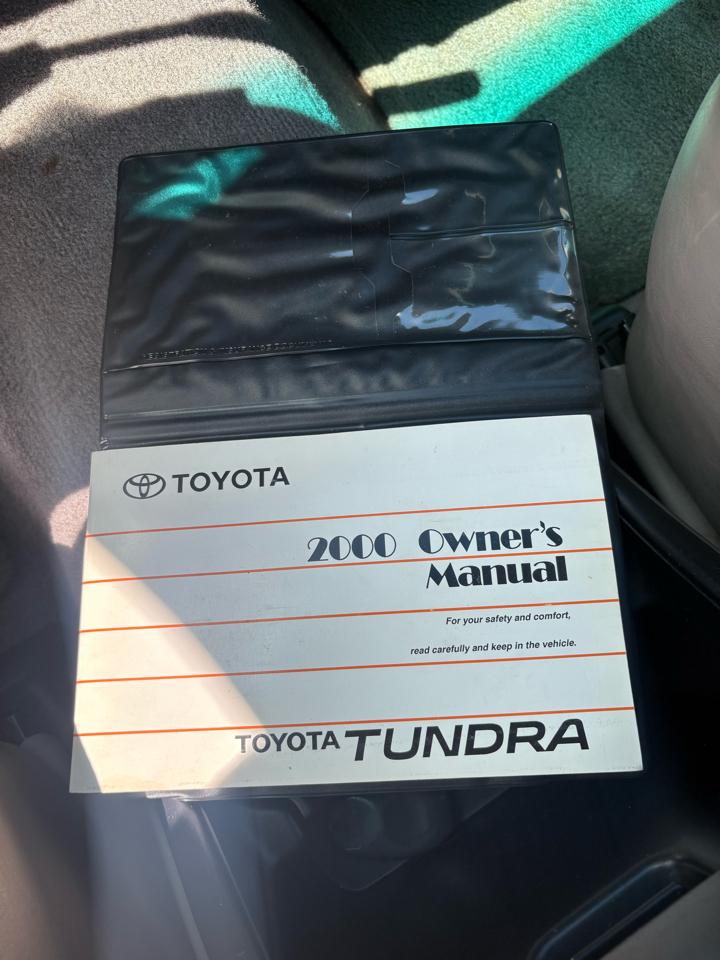 TOYOTA
2000 Owner's
Manual
For your safety and comfort,
read carefully and keep in the vehicle.
TOYOTA TUNDRA